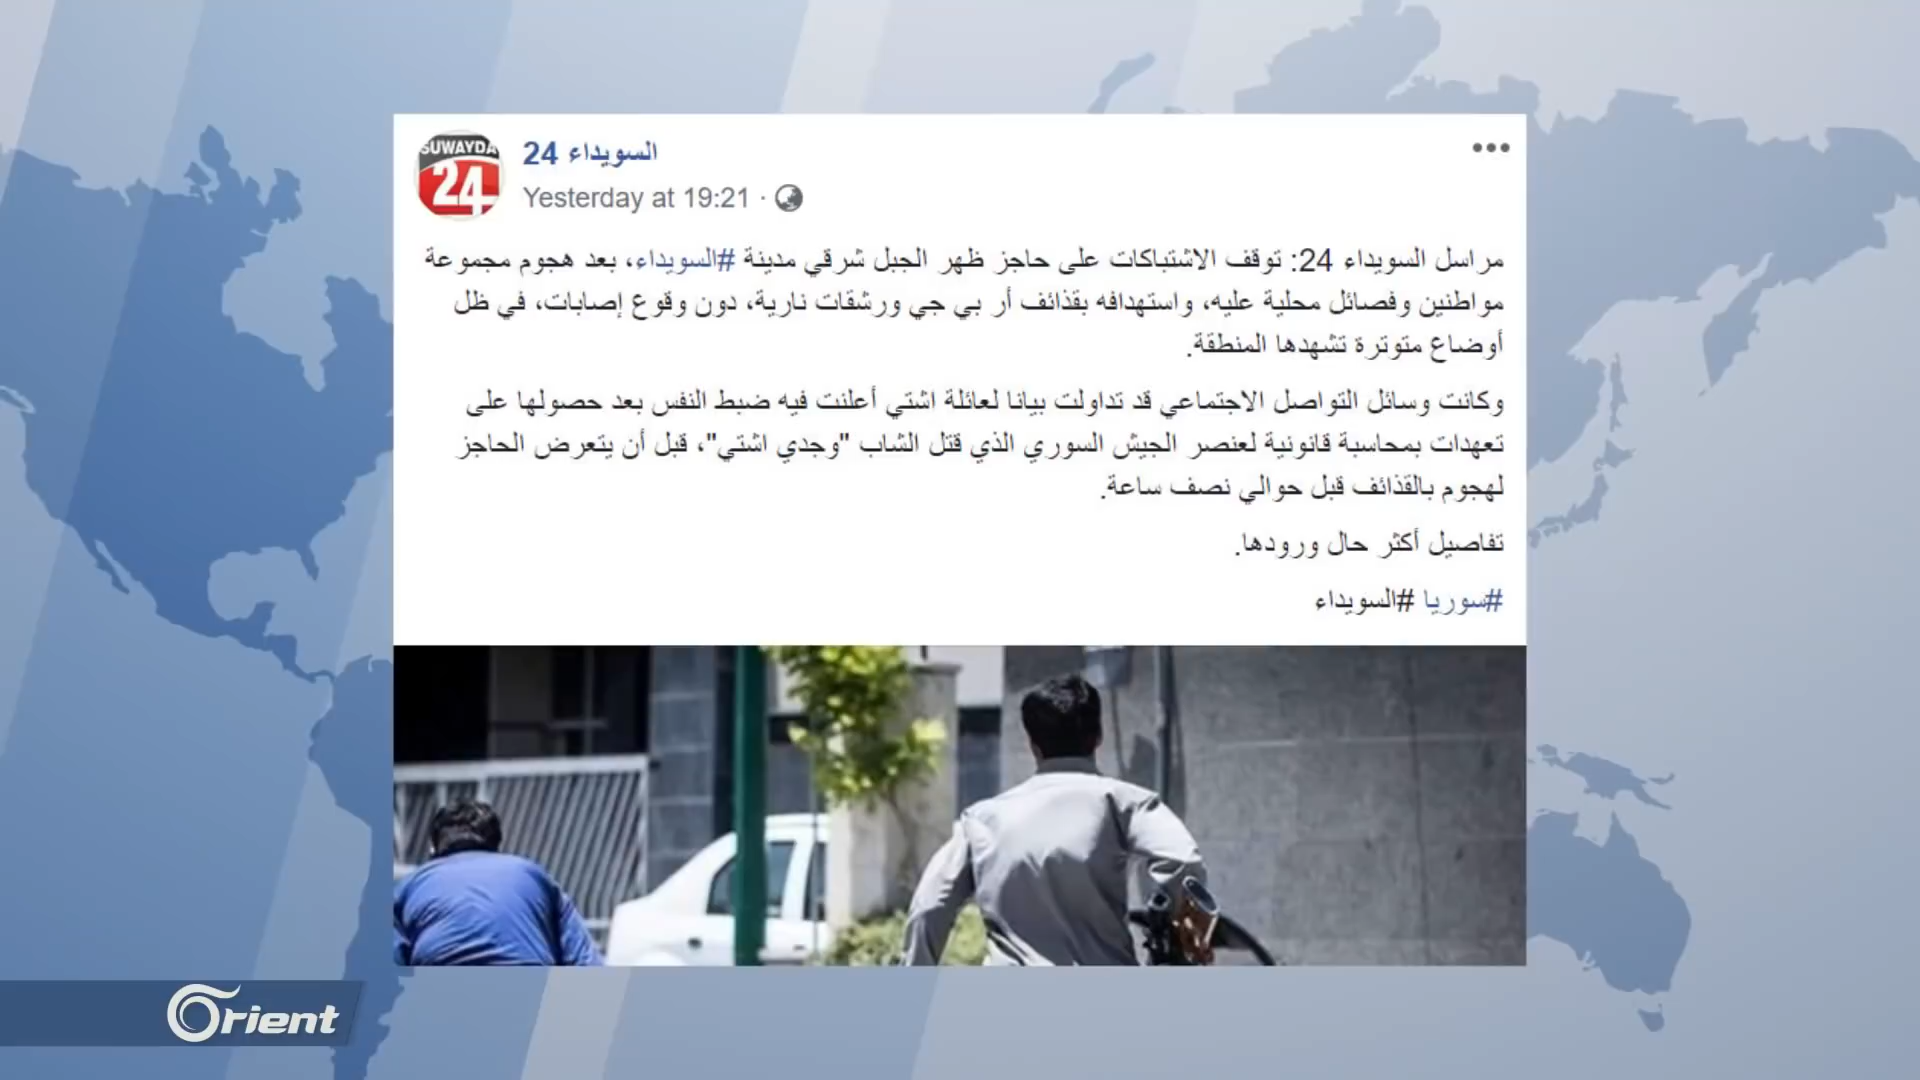 SUWAYDA
24
السويداء 24
Yesterday at 19:21 ·
مراسل السويداء 24: توقف الاشتباكات على حاجز ظهر الجبل شرقي مدينة #السويداء، بعد هجوم مجموعة
مواطنين وفصائل محلية عليه، واستهدافه بقذائف أر بي جي ورشقات نارية، دون وقوع إصابات، في ظل
أوضاع متوترة تشهدها المنطقة.
وكانت وسائل التواصل الاجتماعي قد تداولت بيانا لعائلة اشتي أعلنت فيه ضبط النفس بعد حصولها على
تعهدات بمحاسبة قانونية لعنصر الجيش السوري الذي قتل الشاب "وجدي اشتي"، قبل أن يتعرض الحاجز
لهجوم بالقذائف قبل حوالي نصف ساعة.
تفاصيل أكثر حال ورودها.
#سوريا #السويداء
Orient